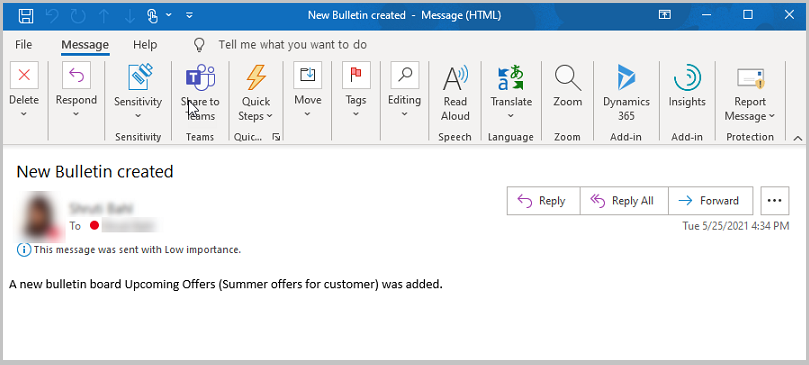 New Bulletin created - Message (HTML)
File Message Help Tell me what you want to do
Delete Respond Sensitivity Share to Teams Quick Steps Move Tags Editing Read Aloud Translate Zoom Dynamics 365 Insights Report Message
Sensitivity Teams Quic... Speech Language Zoom Add-in Add-in Protection
New Bulletin created
Reply Reply All Forward
To
Tue 5/25/2021 4:34 PM
This message was sent with Low importance.
A new bulletin board Upcoming Offers (Summer offers for customer) was added.